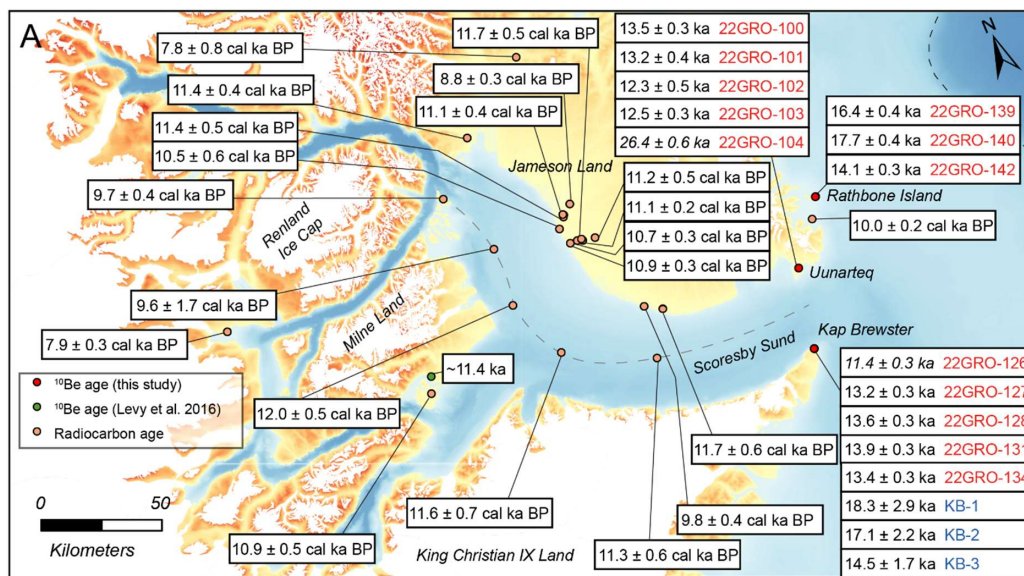 A
7.8 ± 0.8 cal ka BP
11.7 ± 0.5 cal ka BP
11.4 ± 0.4 cal ka BP
8.8 ± 0.3 cal ka BP
11.1 ± 0.4 cal ka BP
11.4 ± 0.5 cal ka BP
10.5 ± 0.6 cal ka BP
9.7 ± 0.4 cal ka BP
13.5 ± 0.3 ka 22GRO-100
13.2 ± 0.4 ka 22GRO-101
12.3 ± 0.5 ka 22GRO-102
12.5 ± 0.3 ka 22GRO-103
26.4 ± 0.6 ka 22GRO-104
N
16.4 ± 0.4 ka 22GRO-139
17.7 ± 0.4 ka 22GRO-140
14.1 ± 0.3 ka 22GRO-142
Jameson Land
11.2 ± 0.5 cal ka BP
11.1 ± 0.2 cal ka BP
10.7 ± 0.3 cal ka BP
10.9 ± 0.3 cal ka BP
Rathbone Island
10.0 ± 0.2 cal ka BP
Uunarteq
Renland
Ice Cap
9.6 ± 1.7 cal ka BP
7.9 ± 0.3 cal ka BP
Milne Land
Scoresby Sund
Kap Brewster
~11.4 ka
12.0 ± 0.5 cal ka BP
11.4 ± 0.3 ka 22GRO-126
13.2 ± 0.3 ka 22GRO-127
13.6 ± 0.3 ka 22GRO-128
13.9 ± 0.3 ka 22GRO-131
13.4 ± 0.3 ka 22GRO-134
18.3 ± 2.9 ka KB-1
17.1 ± 2.2 ka KB-2
14.5 ± 1.7 ka KB-3
¹⁰Be age (this study)
¹⁰Be age (Levy et al. 2016)
Radiocarbon age
11.7 ± 0.6 cal ka BP
11.6 ± 0.7 cal ka BP
9.8 ± 0.4 cal ka BP
11.3 ± 0.6 cal ka BP
10.9 ± 0.5 cal ka BP
King Christian IX Land
0 50
Kilometers